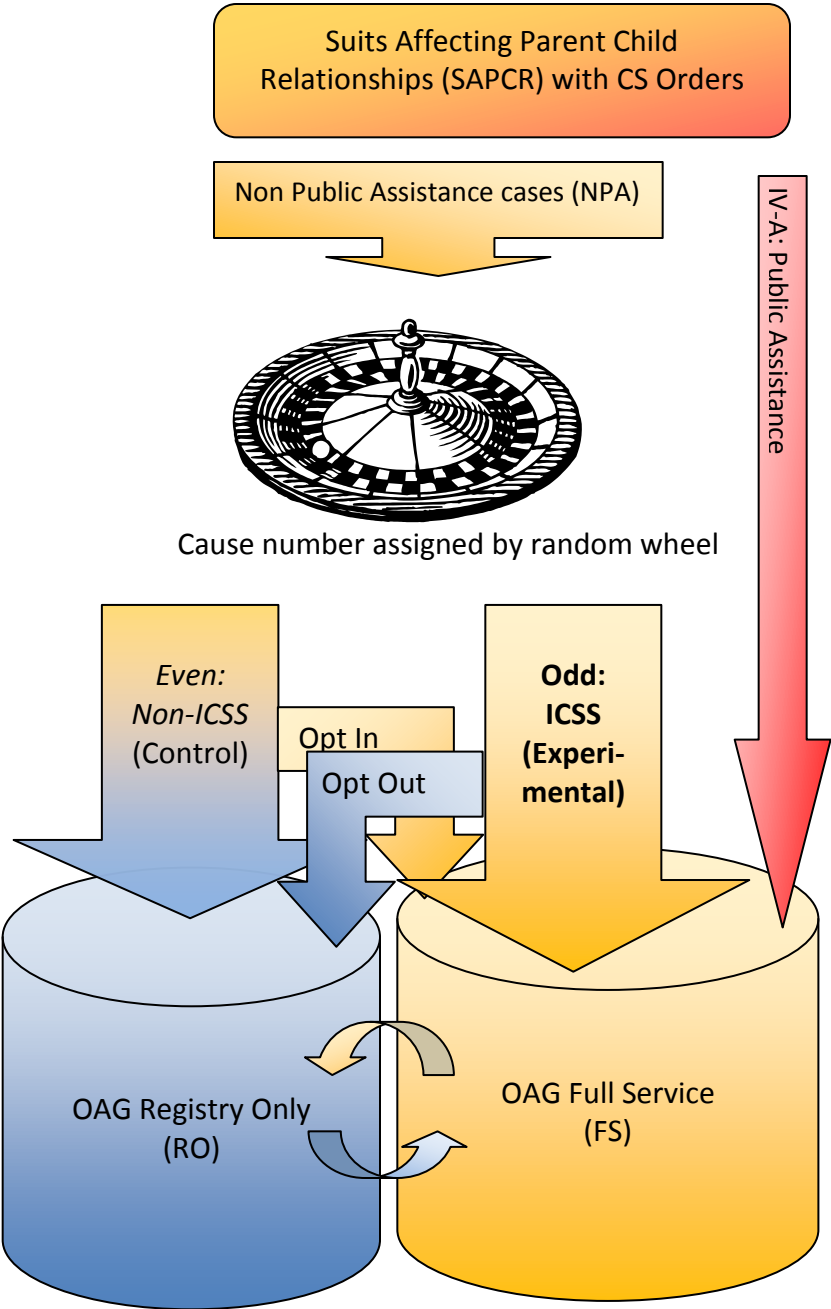 Suits Affecting Parent Child
Relationships (SAPCR) with CS Orders
Non Public Assistance cases (NPA)
IV-A: Public Assistance
Cause number assigned by random wheel
Even:
Non-ICSS
(Control)
Opt In
Opt Out
Odd:
ICSS
(Experi-
mental)
OAG Registry Only
(RO)
OAG Full Service
(FS)